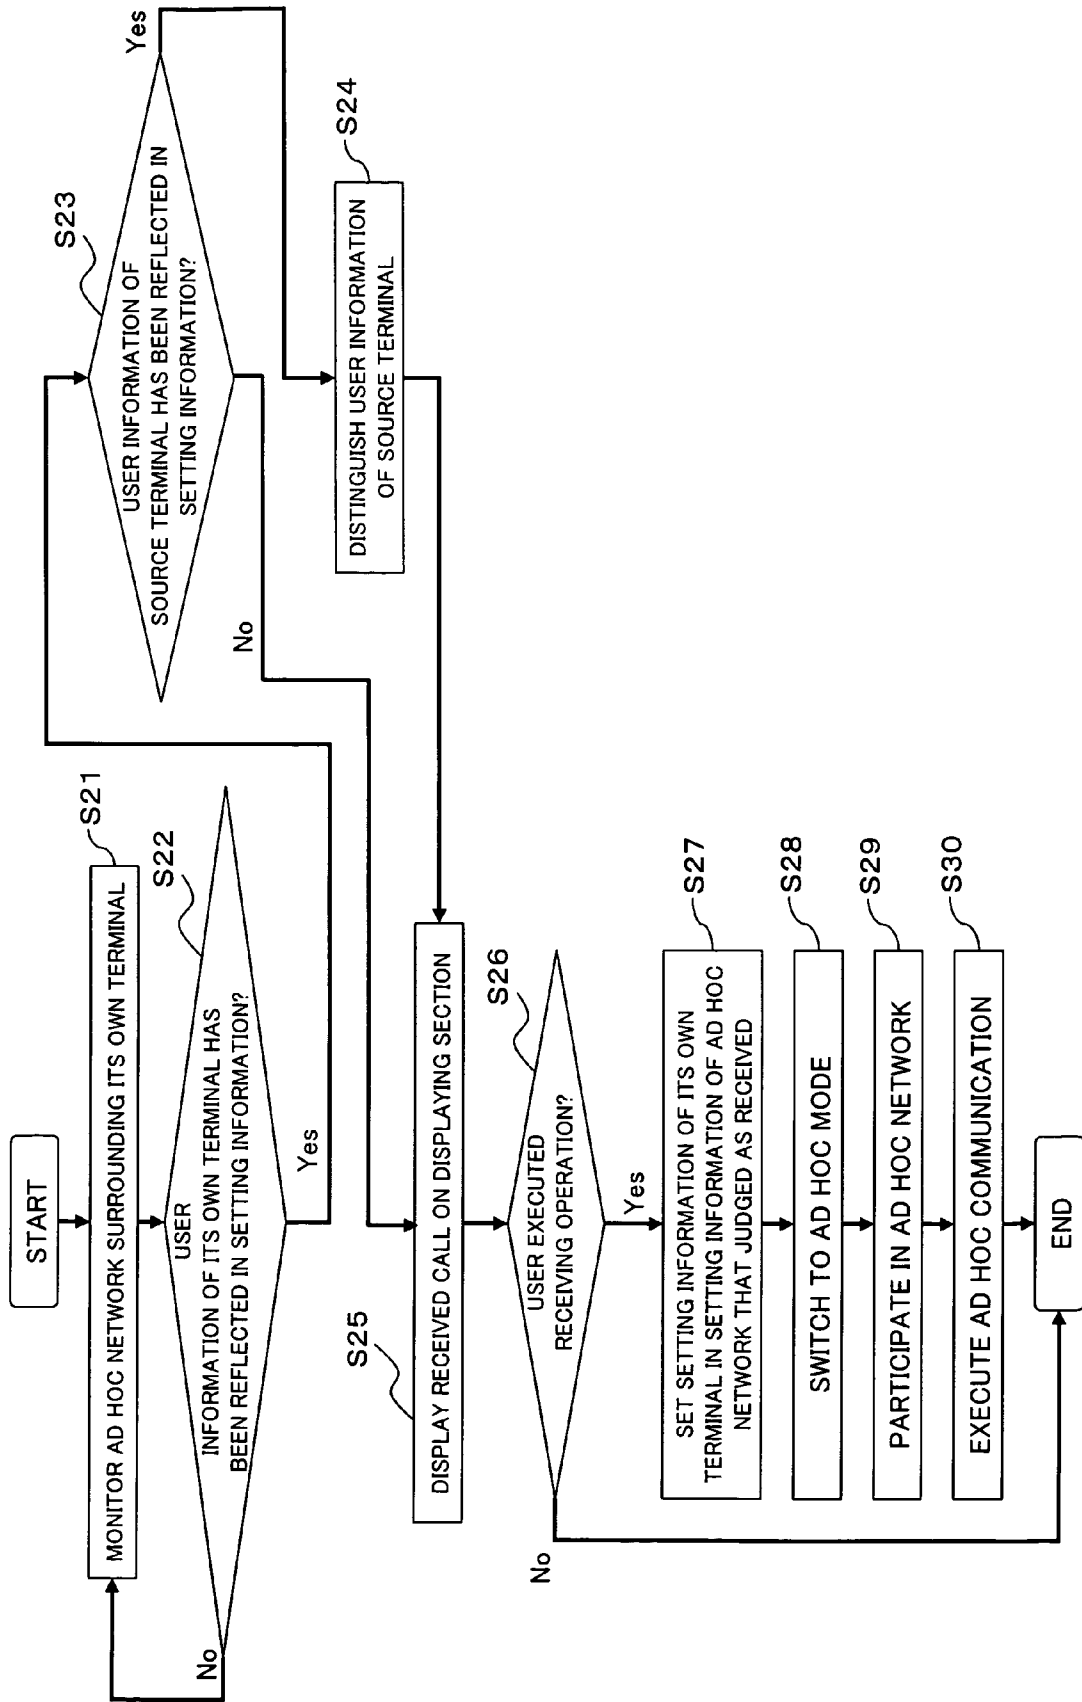 START
MONITOR AD HOC NETWORK SURROUNDING ITS OWN TERMINAL
S21
USER
INFORMATION OF ITS OWN TERMINAL HAS
BEEN REFLECTED IN SETTING INFORMATION?
S22
No
Yes
USER INFORMATION OF
SOURCE TERMINAL HAS BEEN REFLECTED IN
SETTING INFORMATION?
S23
Yes
No
DISTINGUISH USER INFORMATION
OF SOURCE TERMINAL
S24
S25
DISPLAY RECEIVED CALL ON DISPLAYING SECTION
USER EXECUTED
RECEIVING OPERATION?
S26
No
Yes
SET SETTING INFORMATION OF ITS OWN
TERMINAL IN SETTING INFORMATION OF AD HOC
NETWORK THAT JUDGED AS RECEIVED
S27
SWITCH TO AD HOC MODE
S28
PARTICIPATE IN AD HOC NETWORK
S29
EXECUTE AD HOC COMMUNICATION
S30
END